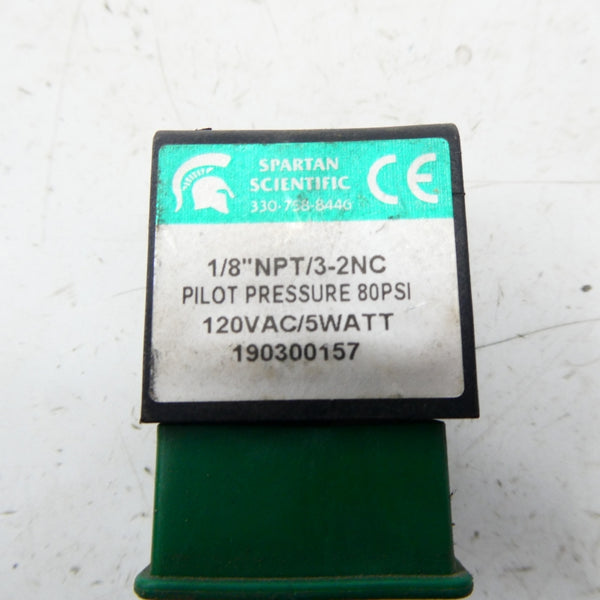 SPARTAN
SCIENTIFIC
CE
330-758-8446
1/8"NPT/3-2NC
PILOT PRESSURE 80PSI
120VAC/5WATT
190300157